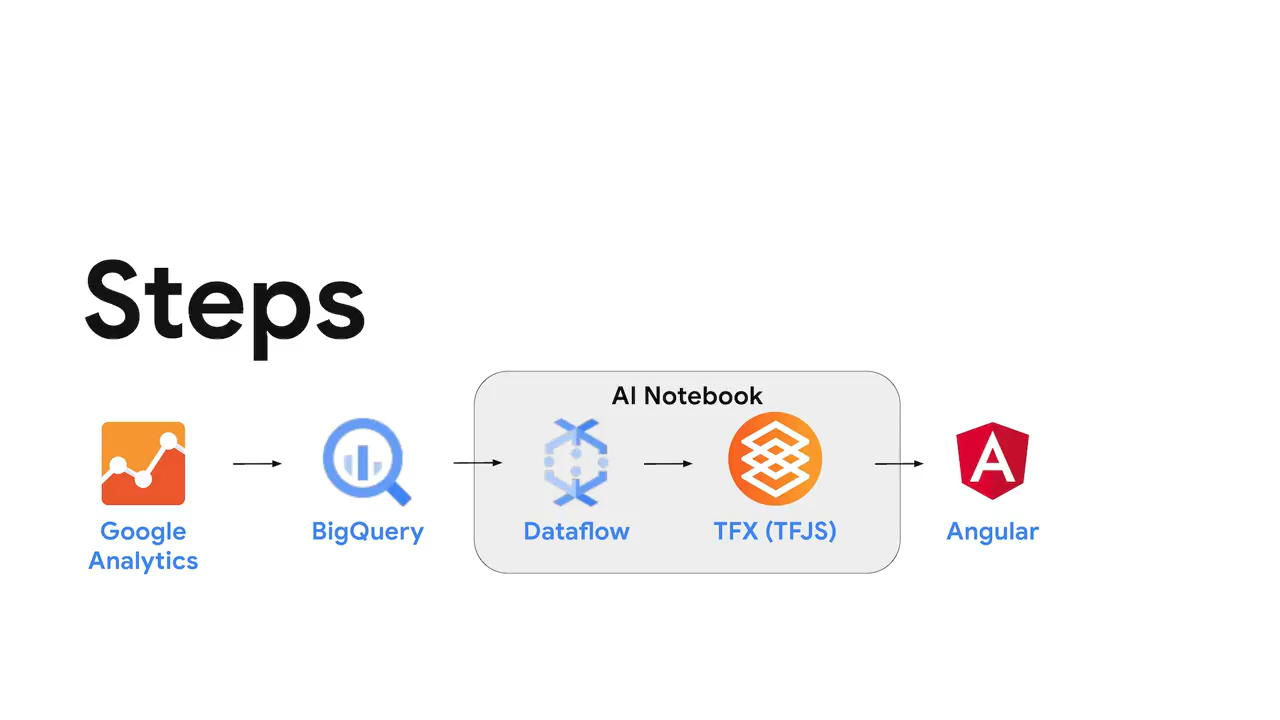 Steps
AI Notebook
Google
Analytics
BigQuery
Dataflow
TFX (TFJS)
Angular